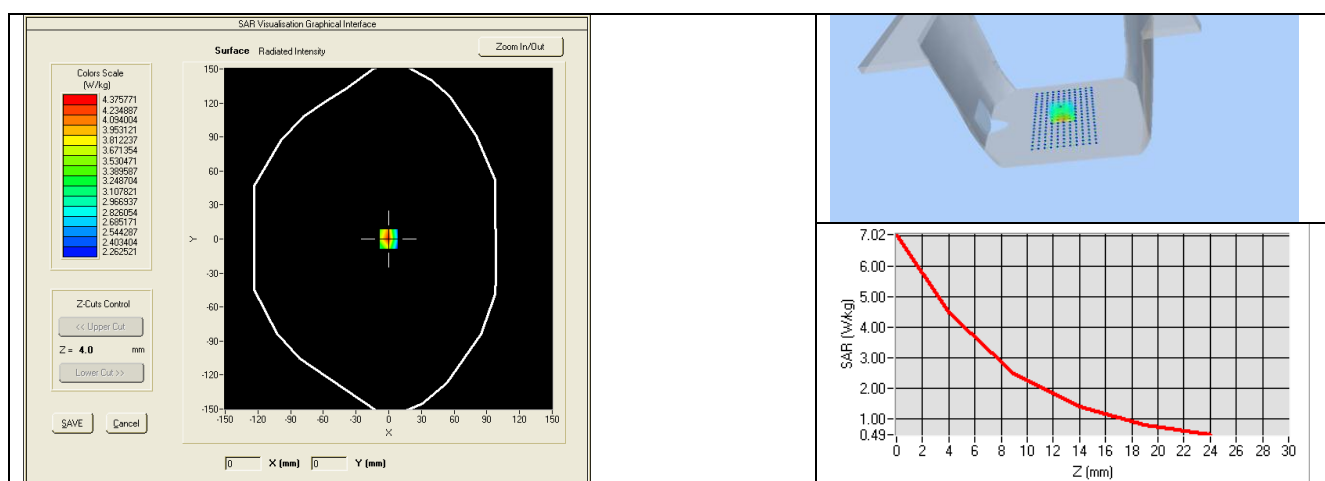 SAR Visualisation Graphical Interface
Surface Radiated Intensity
Zoom In/Out
Colors Scale
(W/kg)
4.375771
4.234887
4.094004
3.953121
3.812237
3.671354
3.530471
3.389587
3.248704
3.107821
2.966937
2.826054
2.685171
2.544287
2.403404
2.262521
Z-Cuts Control
<< Upper Cut
Z = 4.0 mm
Lower Cut >>
SAVE Cancel
150
120
90
60
30
0
-30
-60
-90
-120
-150
Y
-150 -120 -90 -60 -30 0 30 60 90 120 150
X
0 X (mm) 0 Y (mm)
7.02
6.00
5.00
4.00
3.00
2.00
1.00
0.49
SAR (W/kg)
0 2 4 6 8 10 12 14 16 18 20 22 24 26 28 30
Z (mm)